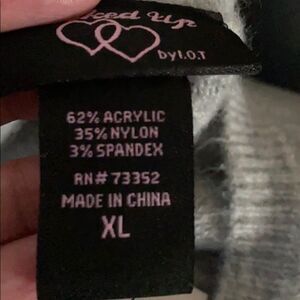 Up
by I.O.T
62% ACRYLIC
35% NYLON
3% SPANDEX
RN# 73352
MADE IN CHINA
XL